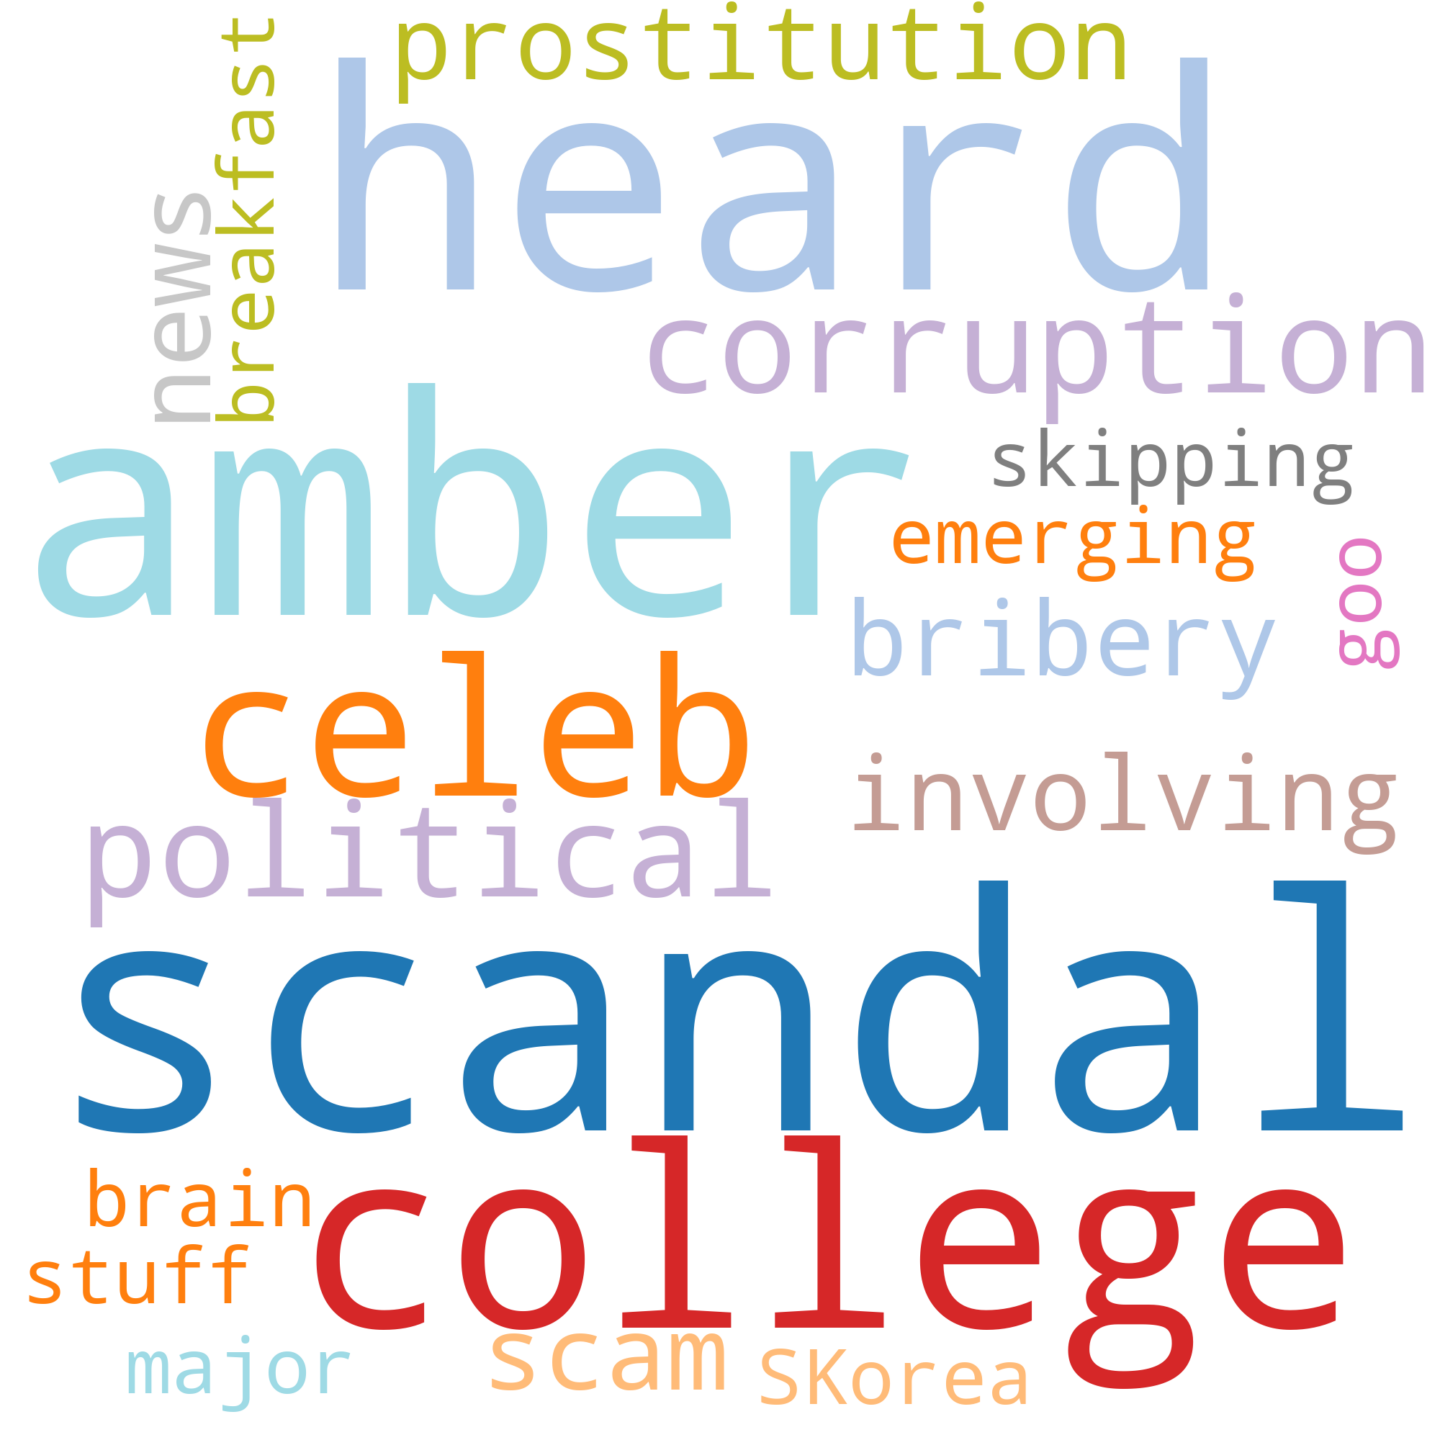 prostitution
breakfast
heard
news
corruption
amber
skipping
emerging
goo
bribery
celeb
involving
political
scandal
college
brain
stuff
scam
major
SKorea